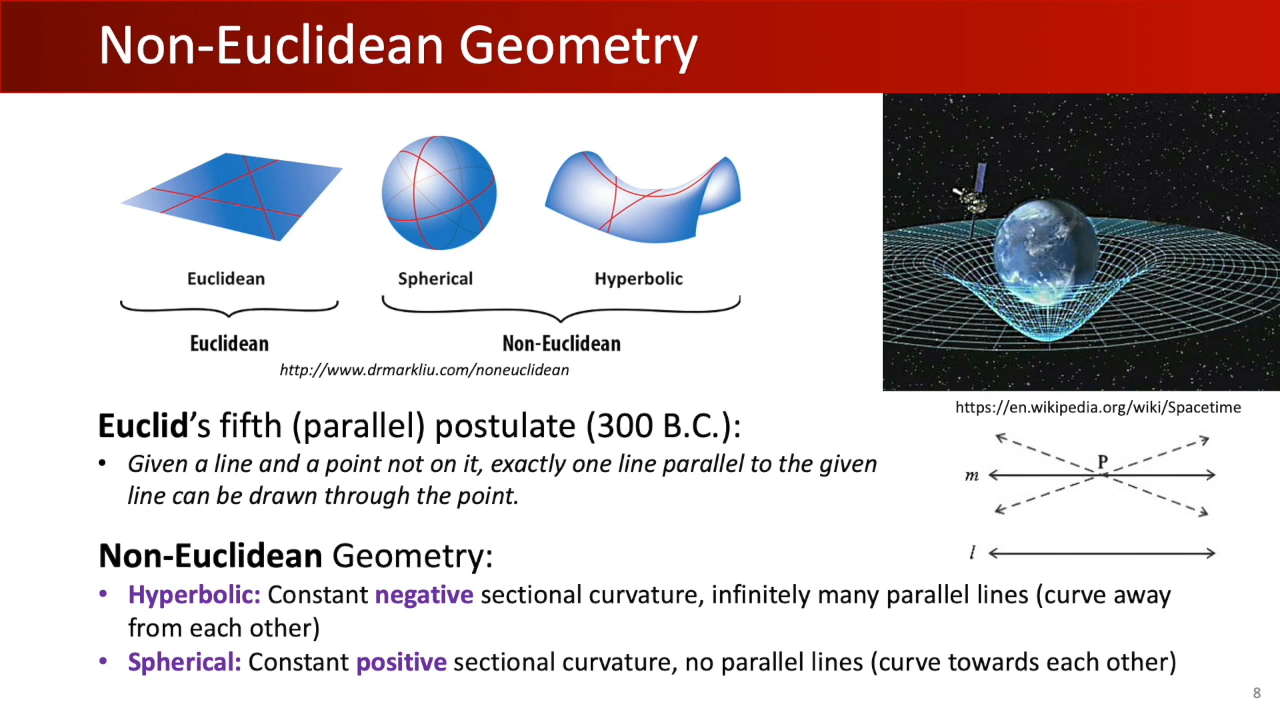 Non-Euclidean Geometry
Euclidean
Spherical
Hyperbolic
Euclidean
Non-Euclidean
http://www.drmarkliu.com/noneuclidean
https://en.wikipedia.org/wiki/Spacetime
Euclid's fifth (parallel) postulate (300 B.C.):
• Given a line and a point not on it, exactly one line parallel to the given
line can be drawn through the point.
P
m
l
Non-Euclidean Geometry:
• Hyperbolic: Constant negative sectional curvature, infinitely many parallel lines (curve away
from each other)
• Spherical: Constant positive sectional curvature, no parallel lines (curve towards each other)
8